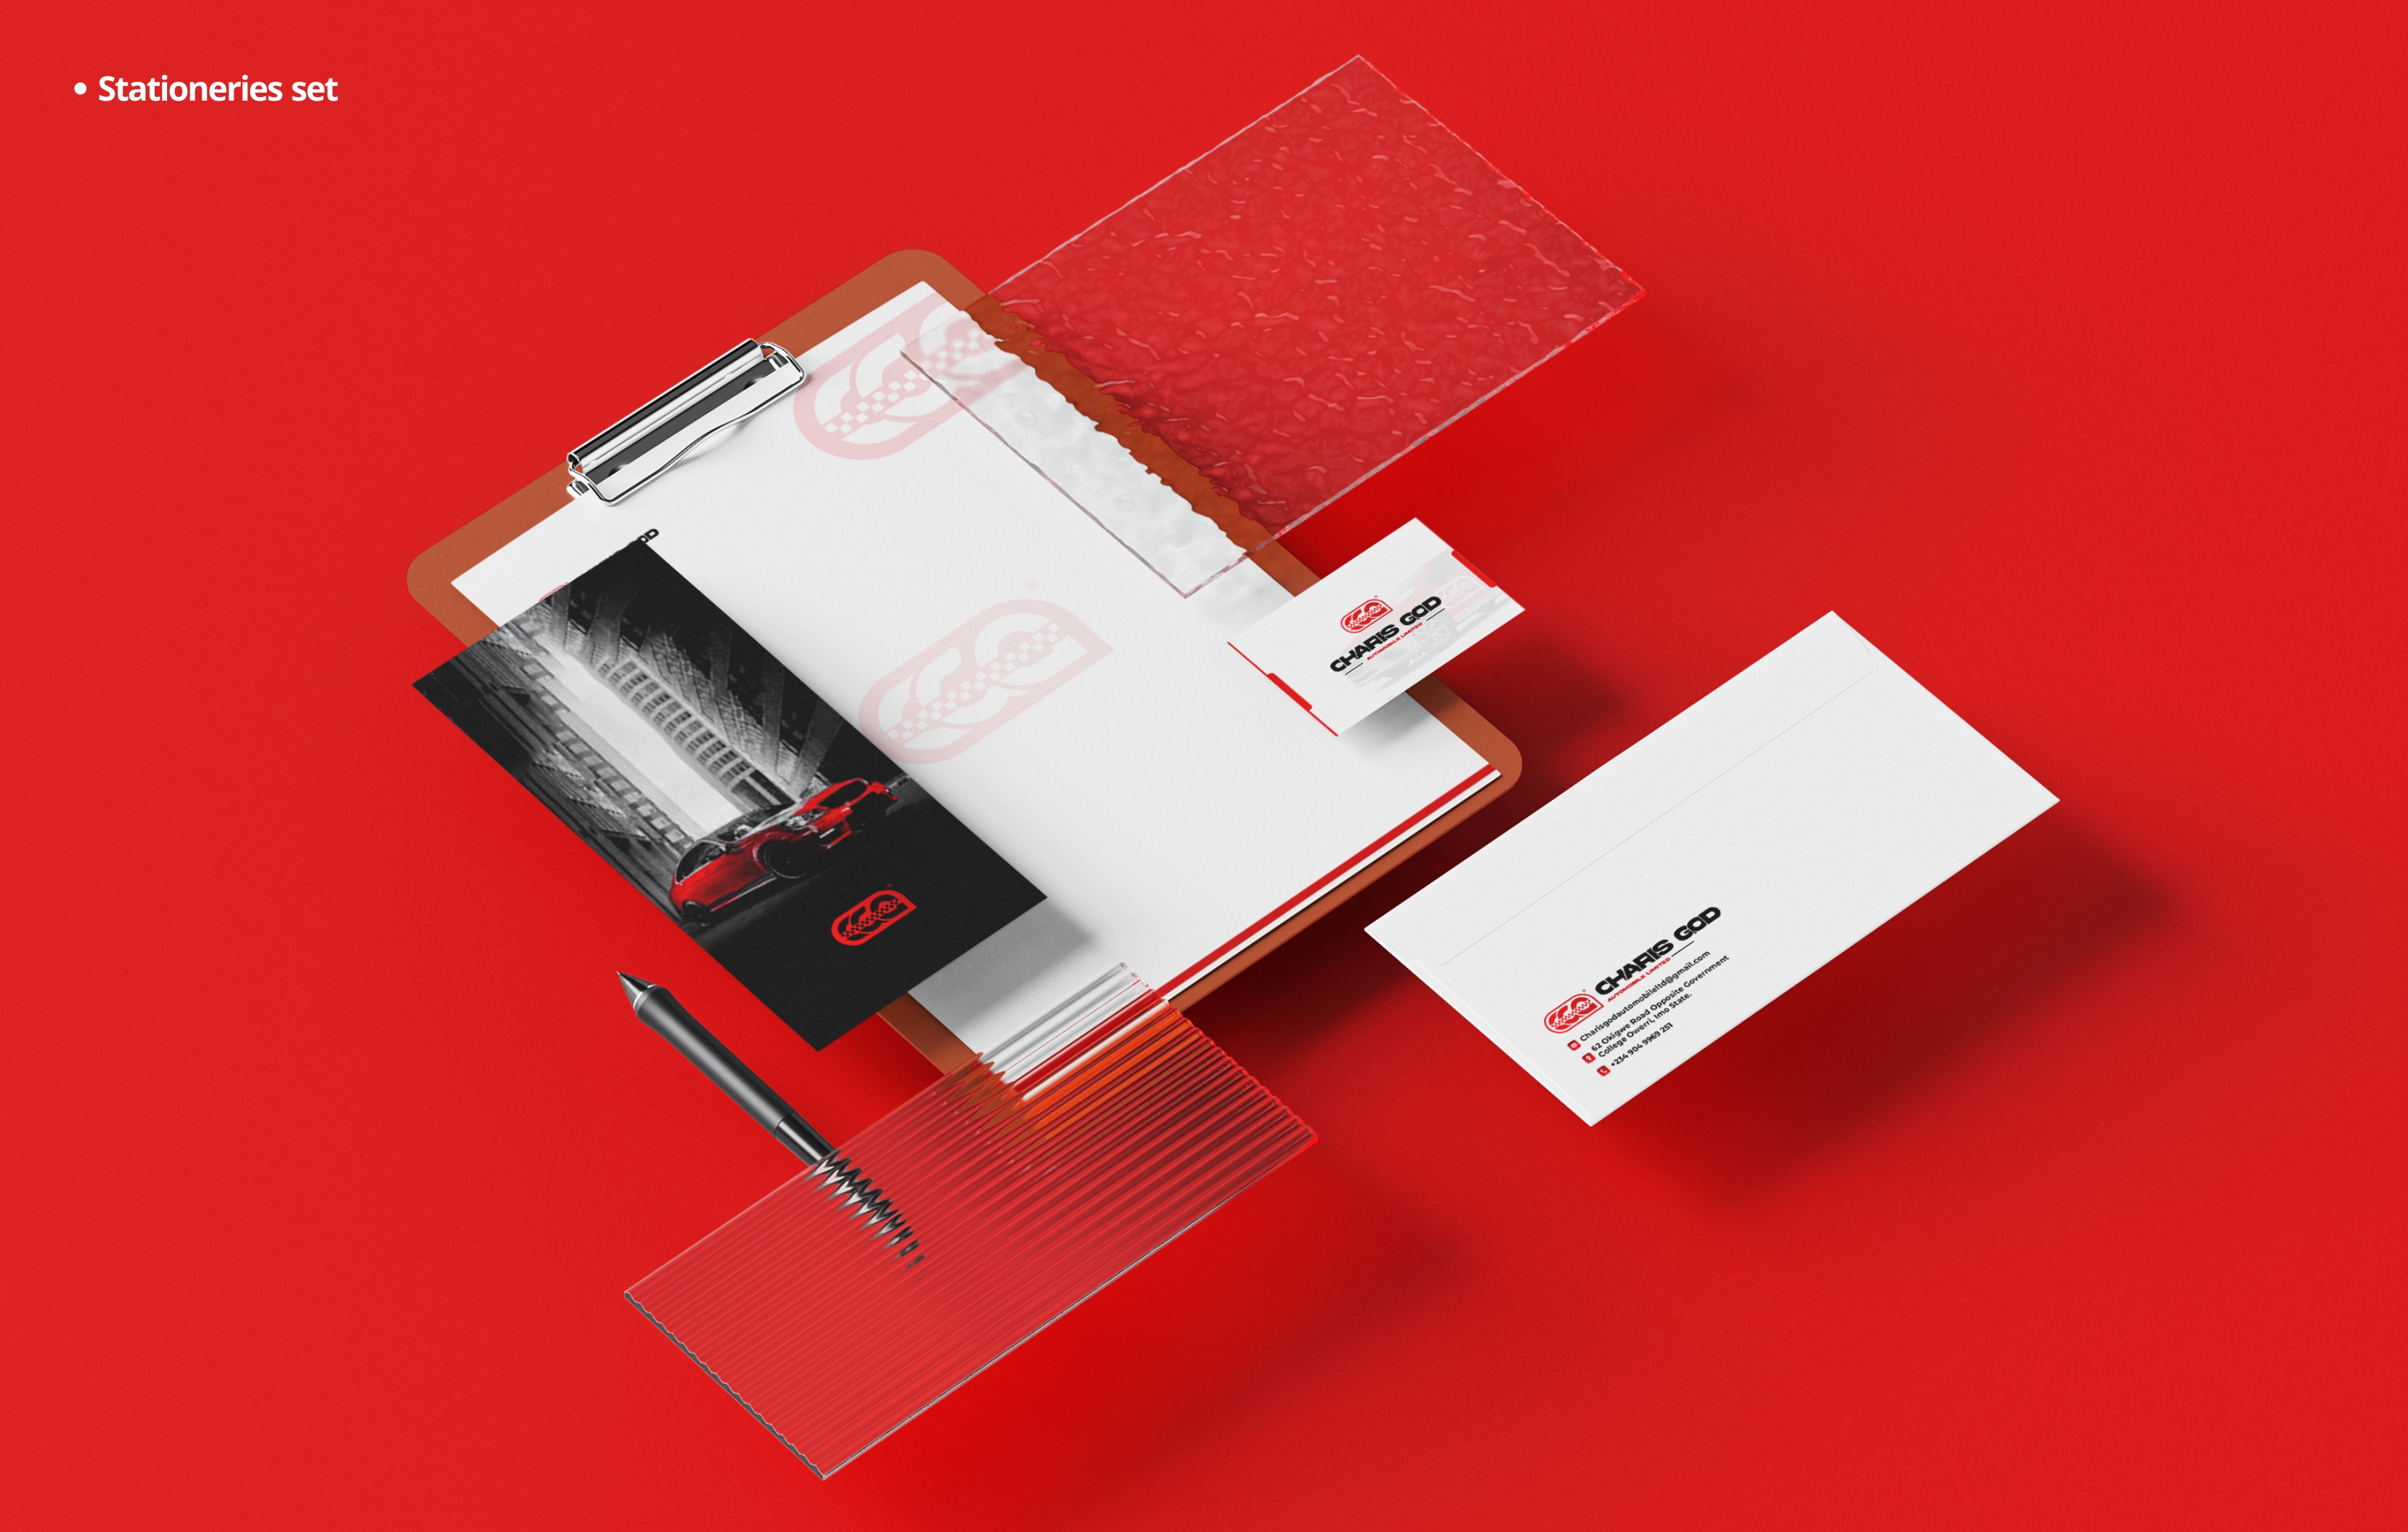 • Stationeries set
OD
®
CHARIS GOD
AUTOMOBILE LIMITED
CHARIS GOD
AUTOMOBILE LIMITED
Charisgodautomobileltd@gmail.com
62 Okigwe Road Opposite Government
College Owerri, Imo State.
+234 904 9969 251